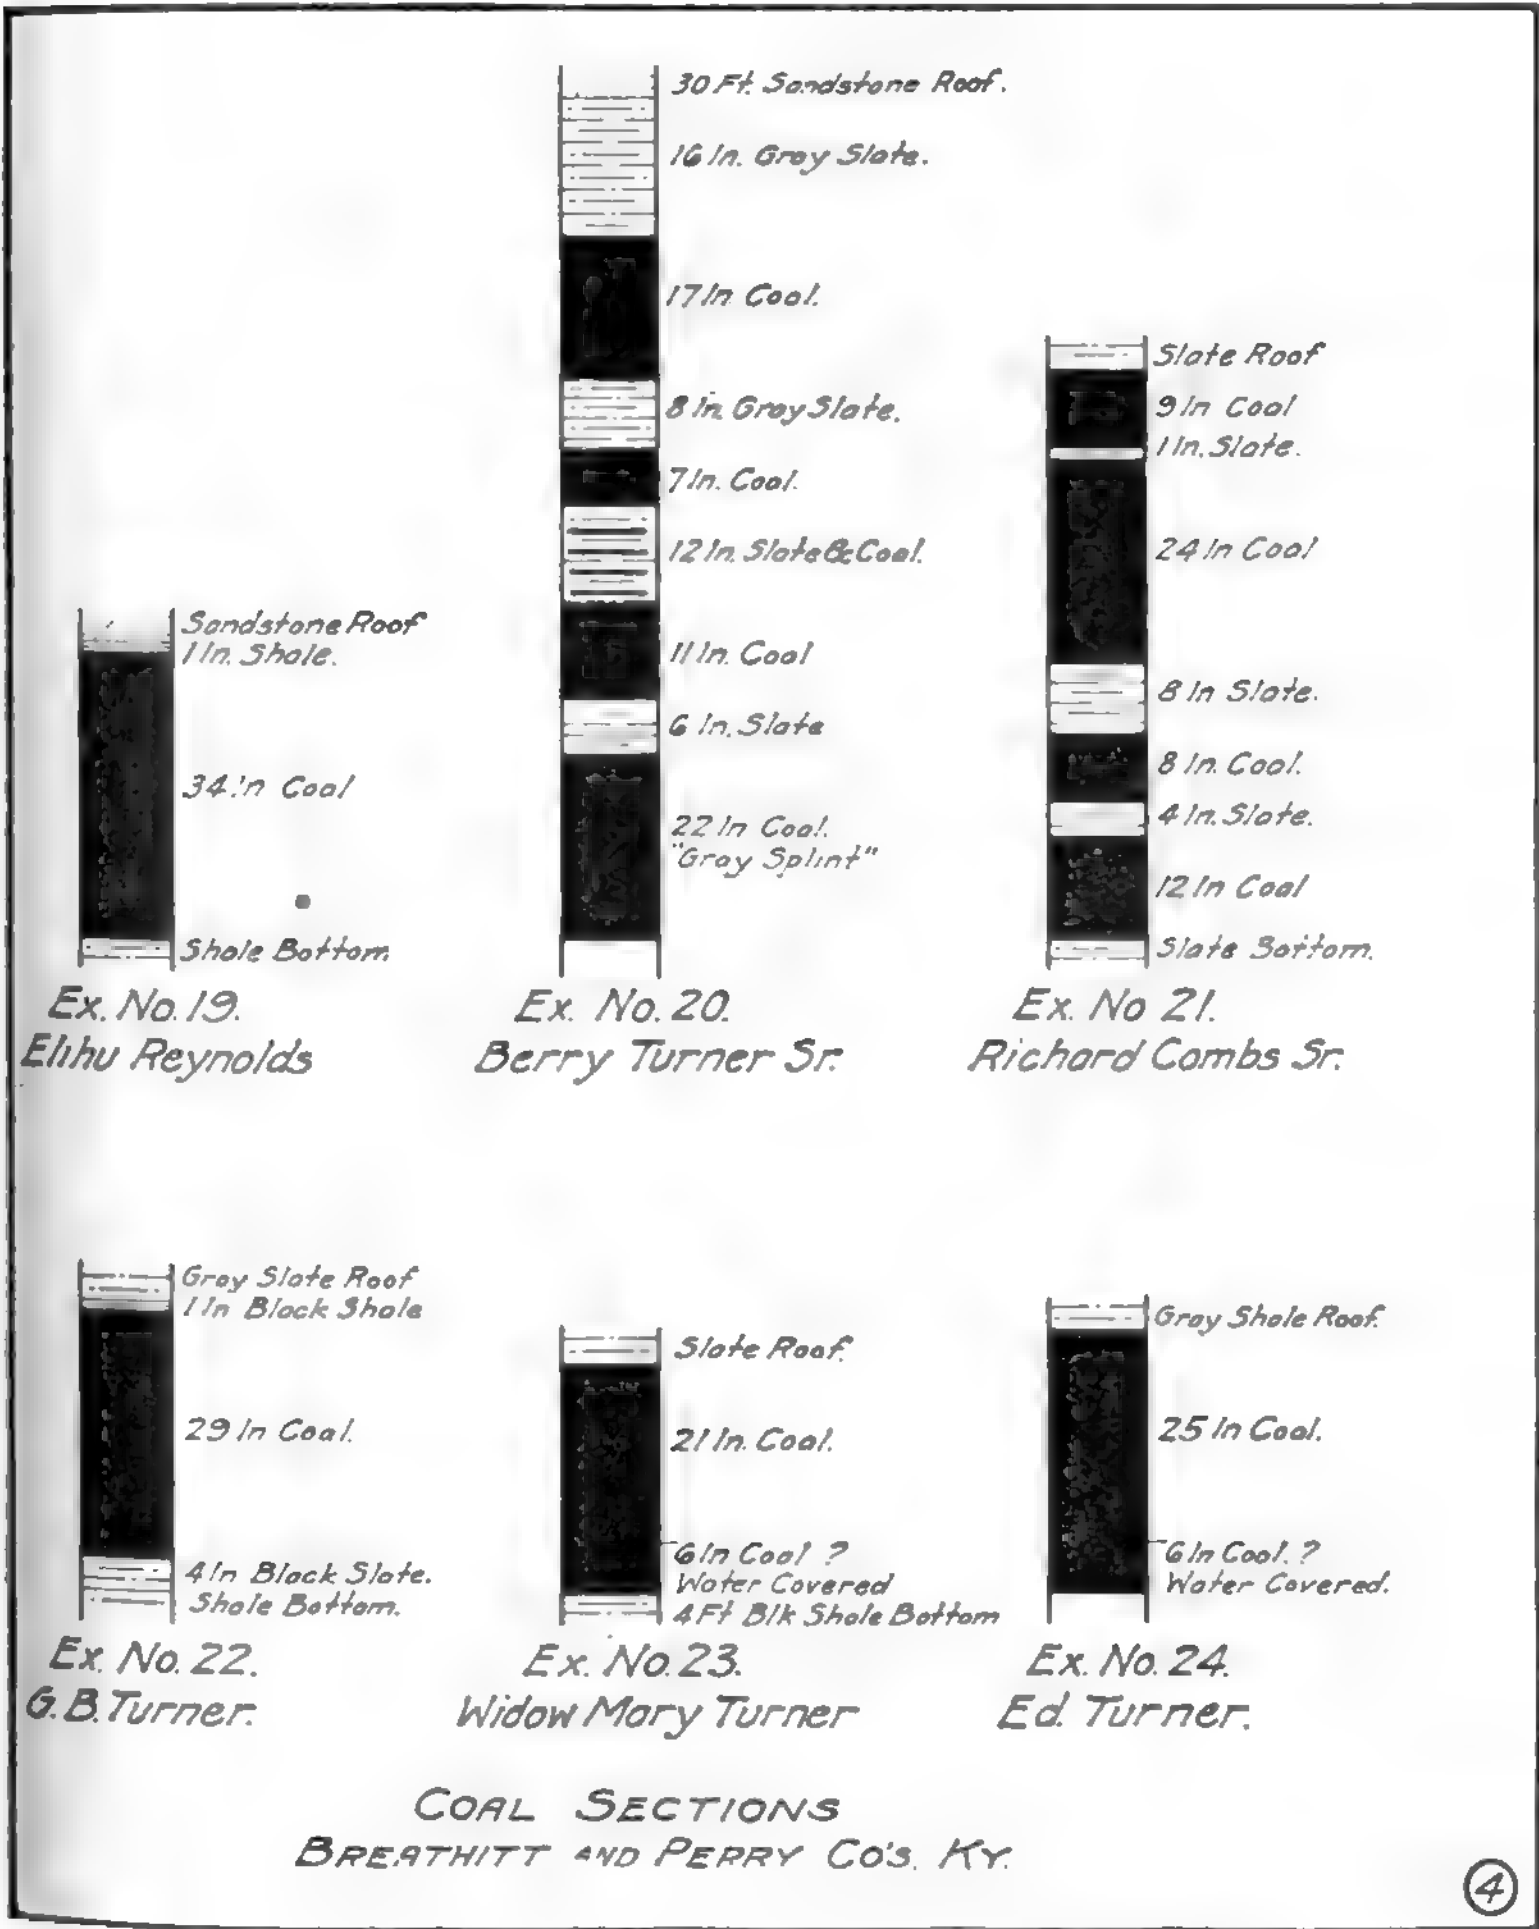 30 Ft. Sandstone Roof.
16 In. Gray Slate.
17 In Coal.
8 In. Gray Slate.
7 In. Coal.
12 In. Slate & Coal.
11 In. Coal
6 In. Slate
22 In Coal.
"Gray Splint"
Ex. No. 20.
Berry Turner Sr.
Sandstone Roof
1 In. Shale.
34 in Coal
Shale Bottom
Ex. No. 19.
Elihu Reynolds
Slate Roof
9 In Coal
1 In. Slate.
24 In Coal
8 In Slate.
8 In. Coal.
4 In. Slate.
12 In Coal
Slate Bottom.
Ex. No 21.
Richard Combs Sr.
Gray Slate Roof
1 In Black Shale
29 In Coal.
4 In Black Slate.
Shale Bottom.
Ex. No. 22.
G. B. Turner.
Slate Roof.
21 In. Coal.
6 In Coal ?
Water Covered
4 Ft Blk Shale Bottom
Ex. No. 23.
Widow Mary Turner
Gray Shale Roof.
25 In Coal.
6 In Coal. ?
Water Covered.
Ex. No. 24.
Ed. Turner.
COAL SECTIONS
BREATHITT AND PERRY CO'S. KY.
4